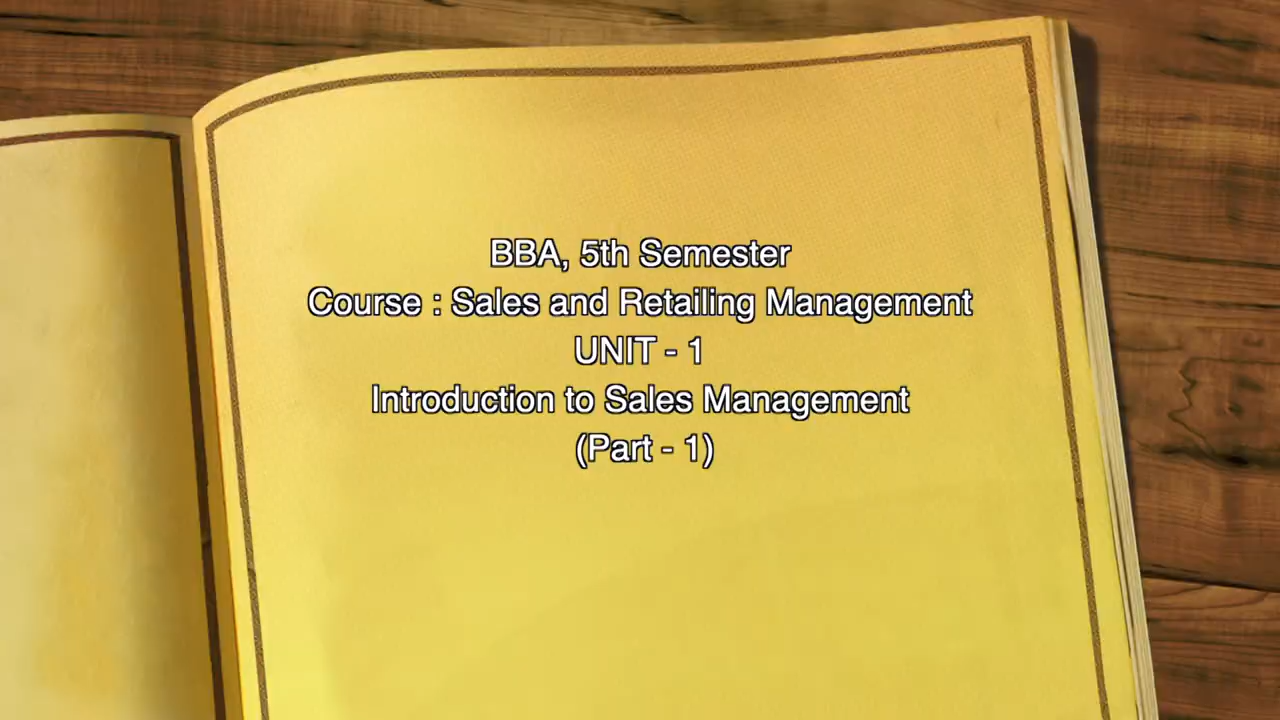 BBA, 5th Semester
Course : Sales and Retailing Management
UNIT - 1
Introduction to Sales Management
(Part - 1)